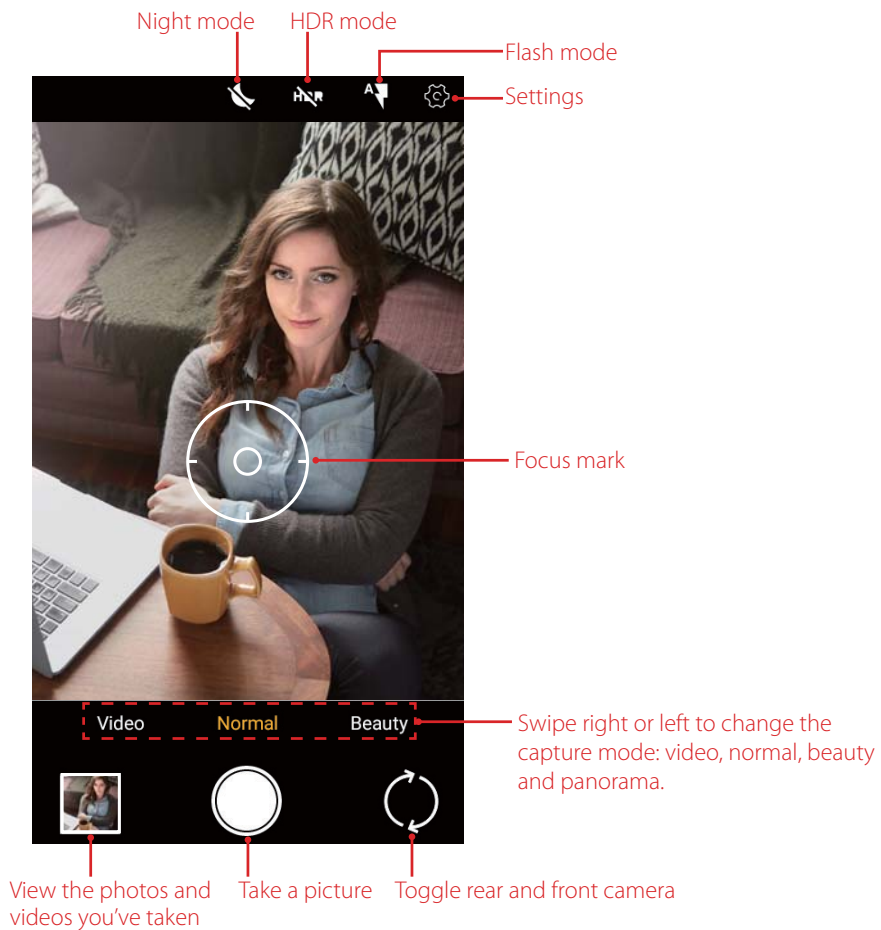 Night mode
HDR mode
Flash mode
HDR
A
Settings
Focus mark
Video
Normal
Beauty
Swipe right or left to change the
capture mode: video, normal, beauty
and panorama.
View the photos and
videos you’ve taken
Take a picture
Toggle rear and front camera